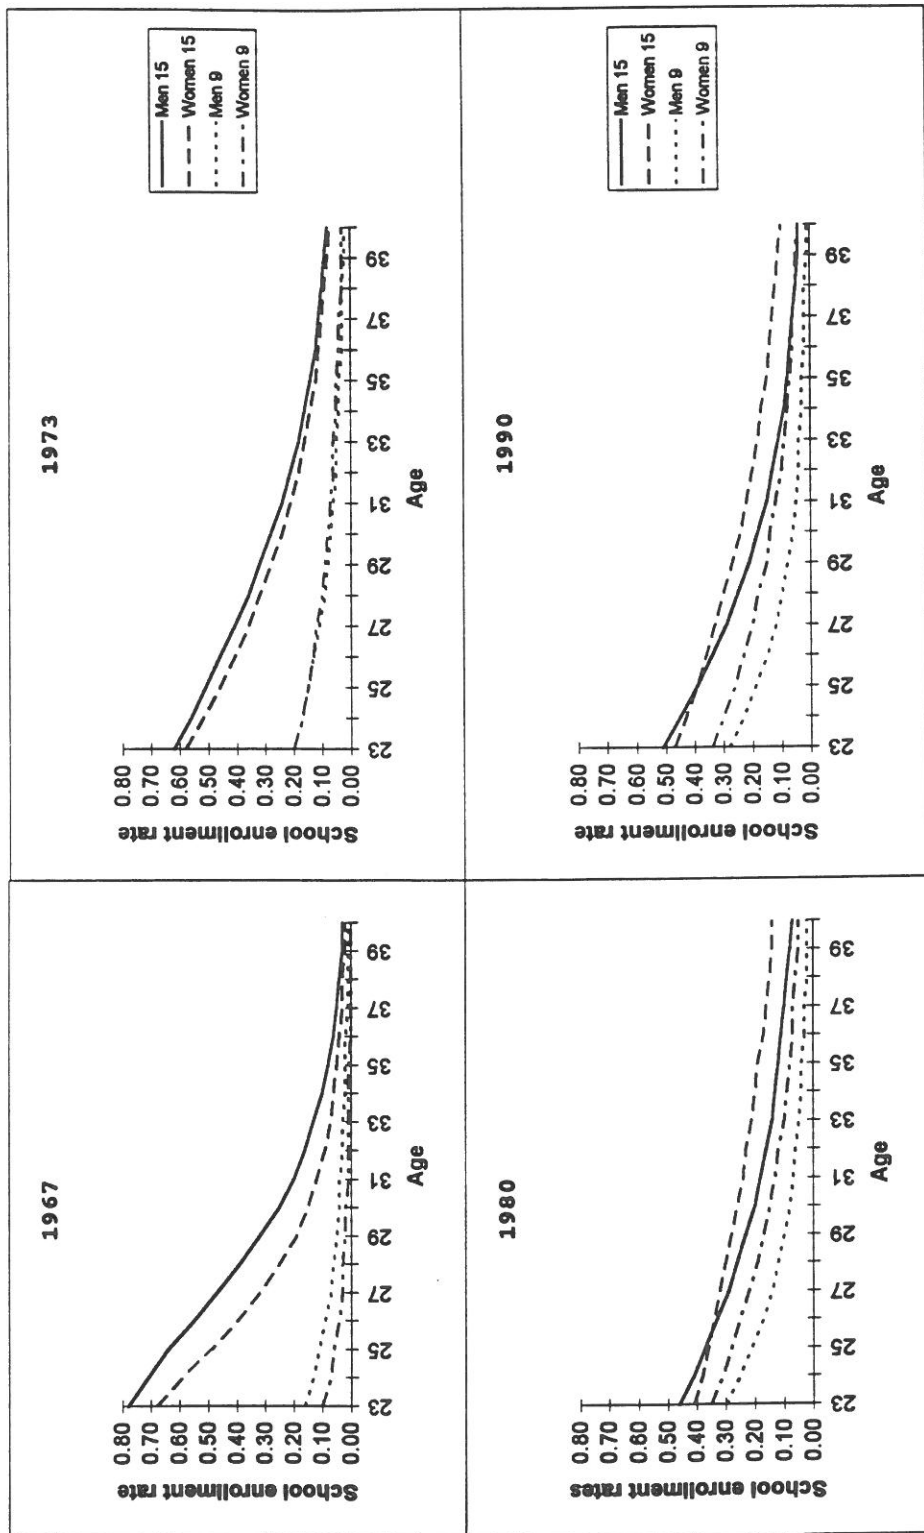 1967
School enrollment rate
0.80
0.70
0.60
0.50
0.40
0.30
0.20
0.10
0.00
23 25 27 29 31 33 35 37 39
Age
1973
School enrollment rate
0.80
0.70
0.60
0.50
0.40
0.30
0.20
0.10
0.00
23 25 27 29 31 33 35 37 39
Age
Men 15
Women 15
Men 9
Women 9
1980
School enrollment rates
0.80
0.70
0.60
0.50
0.40
0.30
0.20
0.10
0.00
23 25 27 29 31 33 35 37 39
Age
1990
School enrollment rate
0.80
0.70
0.60
0.50
0.40
0.30
0.20
0.10
0.00
23 25 27 29 31 33 35 37 39
Age
Men 15
Women 15
Men 9
Women 9